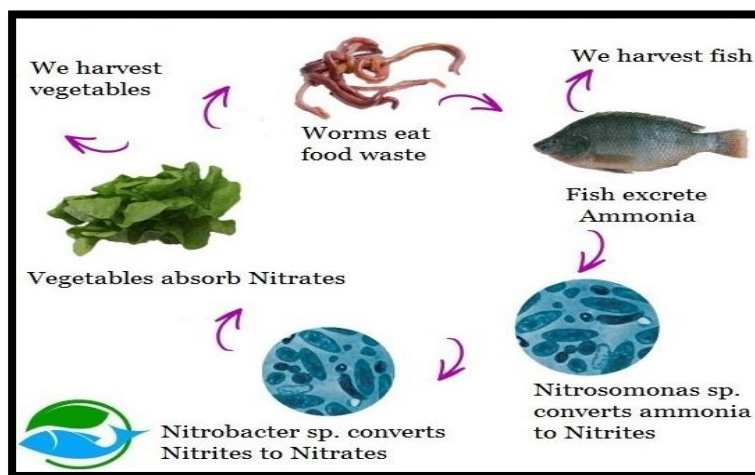 We harvest
vegetables
Worms eat
food waste
We harvest fish
Fish excrete
Ammonia
Vegetables absorb Nitrates
Nitrosomonas sp.
converts ammonia
to Nitrites
Nitrobacter sp. converts
Nitrites to Nitrates